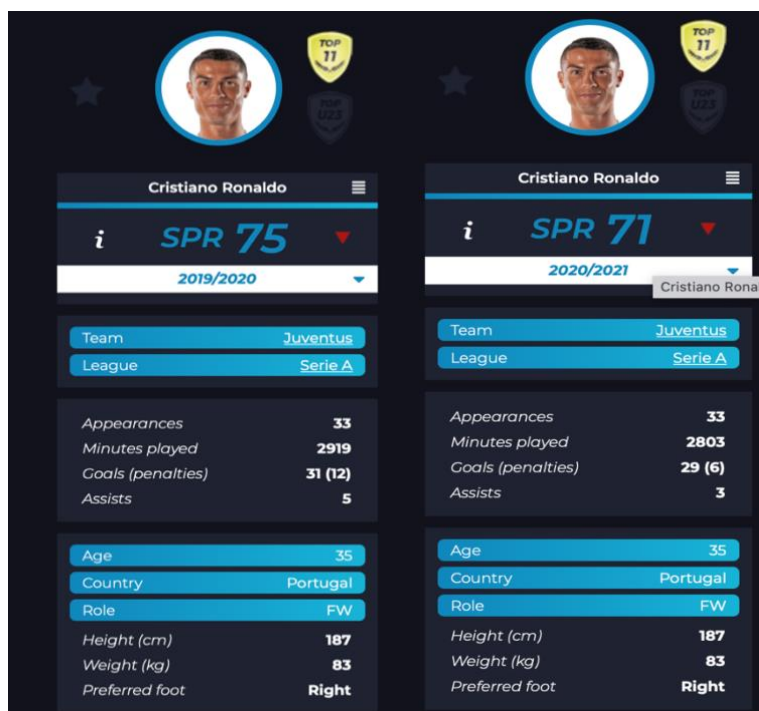 TOP
11
TOP
U23
Cristiano Ronaldo
i SPR 75
2019/2020
Team Juventus
League Serie A
Appearances 33
Minutes played 2919
Goals (penalties) 31 (12)
Assists 5
Age 35
Country Portugal
Role FW
Height (cm) 187
Weight (kg) 83
Preferred foot Right
TOP
11
TOP
U23
Cristiano Ronaldo
i SPR 71
2020/2021
Cristiano Rona
Team Juventus
League Serie A
Appearances 33
Minutes played 2803
Goals (penalties) 29 (6)
Assists 3
Age 35
Country Portugal
Role FW
Height (cm) 187
Weight (kg) 83
Preferred foot Right